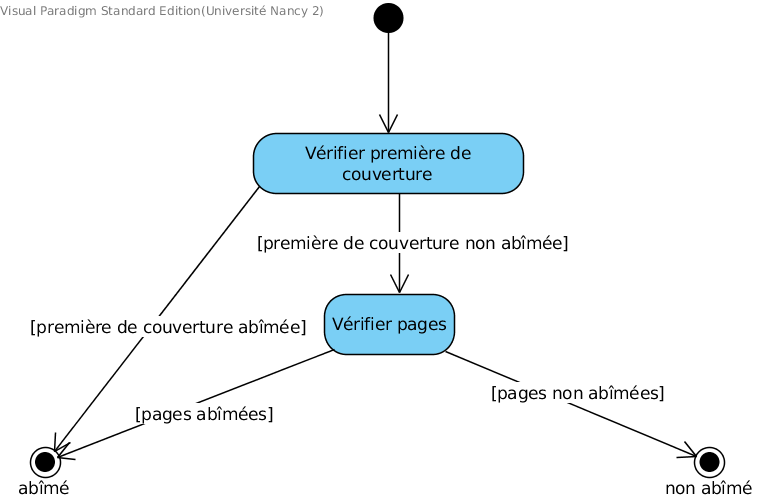 Visual Paradigm Standard Edition(Université Nancy 2)
Vérifier première de
couverture
[première de couverture non abîmée]
[première de couverture abîmée]
Vérifier pages
[pages non abîmées]
[pages abîmées]
abîmé
non abîmé